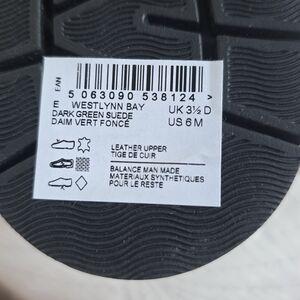 EAN
5 063090 538124 >
E WESTLYNN BAY UK 3½ D
DARK GREEN SUEDE US 6 M
DAIM VERT FONCÉ
LEATHER UPPER
TIGE DE CUIR
BALANCE MAN MADE
MATERIAUX SYNTHETIQUES
POUR LE RESTE